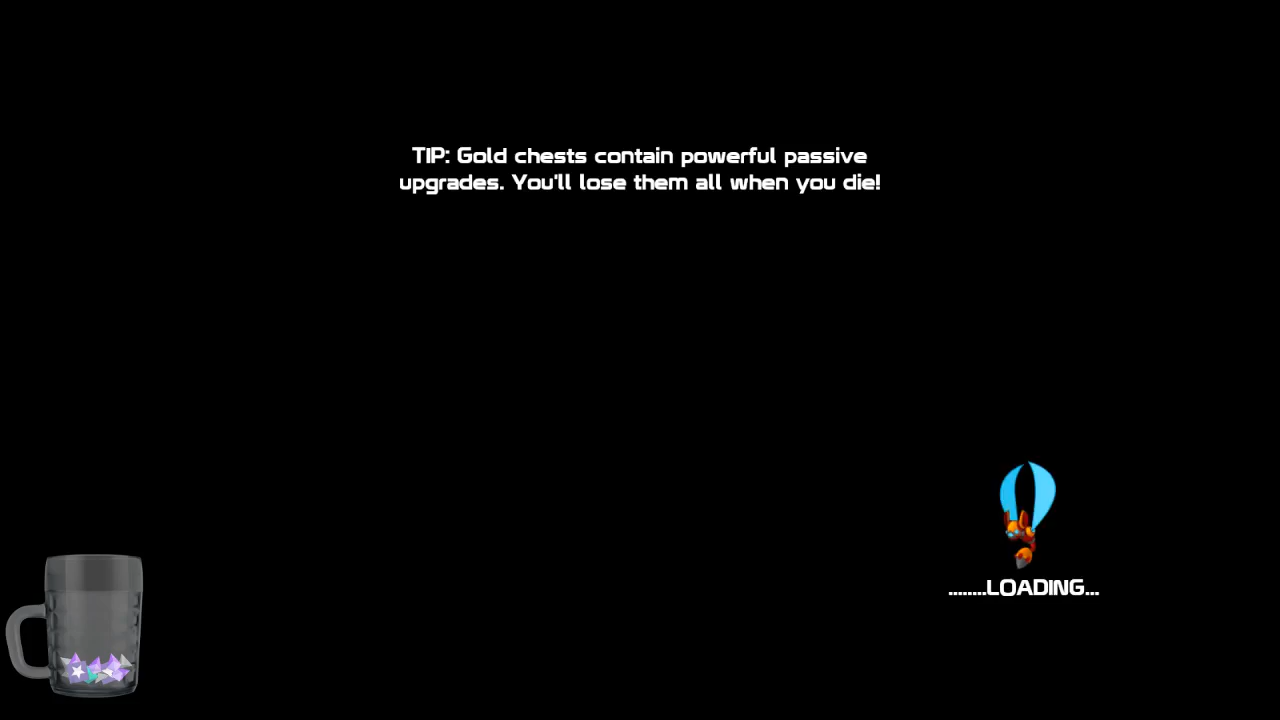 TIP: Gold chests contain powerful passive
upgrades. You'll lose them all when you die!
........LOADING...